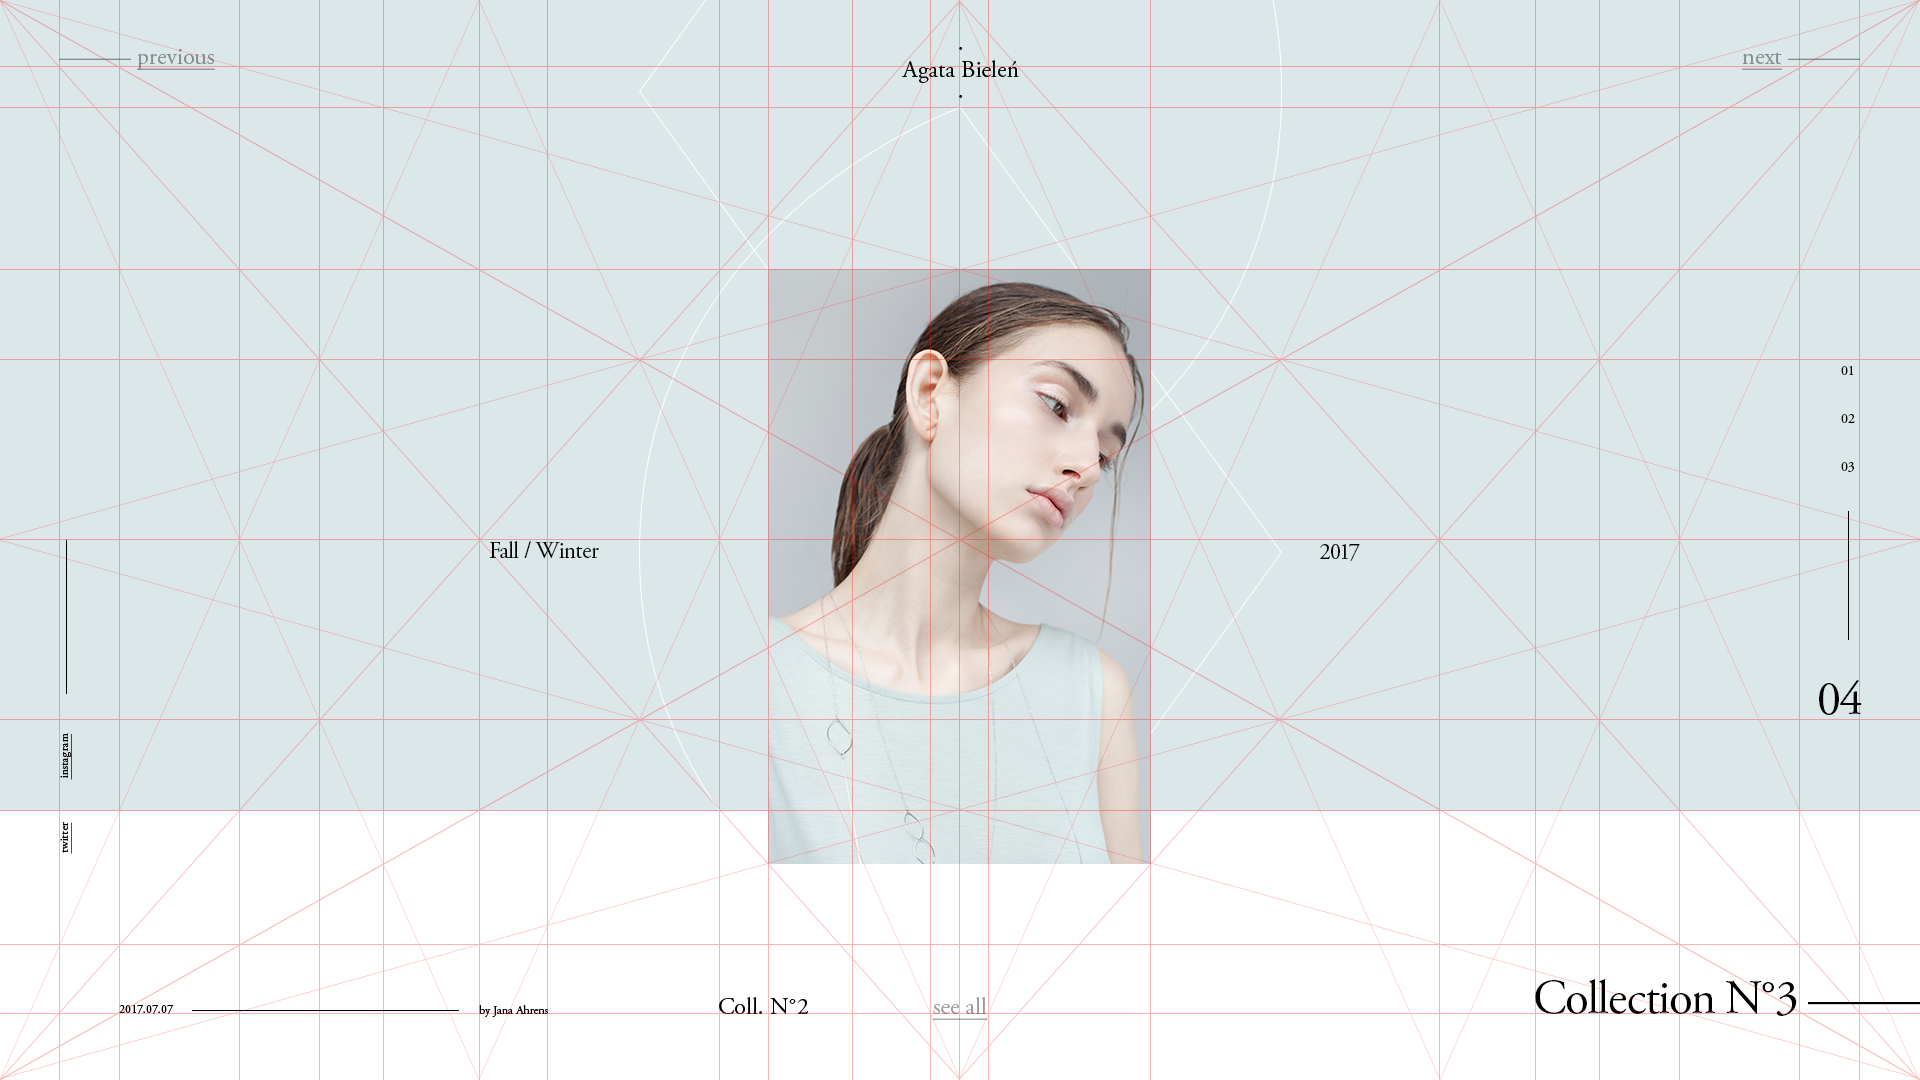 previous
Agata Bieleń
next
01
02
03
Fall / Winter
2017
04
instagram
twitter
2017.07.07
by Jana Ahrens
Coll. N°2
see all
Collection N°3